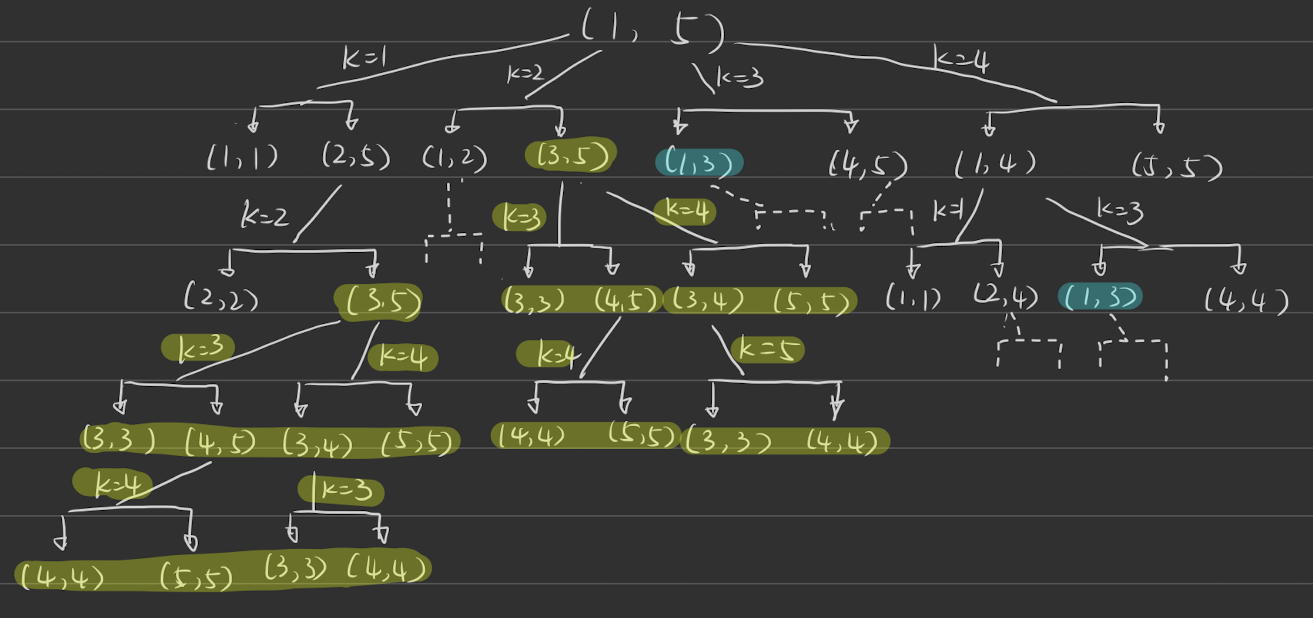 (1, 5)
k=1 k=2 k=3 k=4
(1,1) (2,5) (1,2) (3,5) (1,3) (4,5) (1,4) (5,5)
k=2 k=3 k=4 k=1 k=3
(2,2) (3.5) (3,3) (4,5) (3,4) (5,5) (1,1) (2,4) (1,3) (4,4)
k=3 k=4 k=4 k=5
(3,3) (4,5) (3,4) (5,5) (4,4) (5,5) (3,3) (4,4)
k=4 k=3
(4,4) (5,5) (3,3) (4,4)